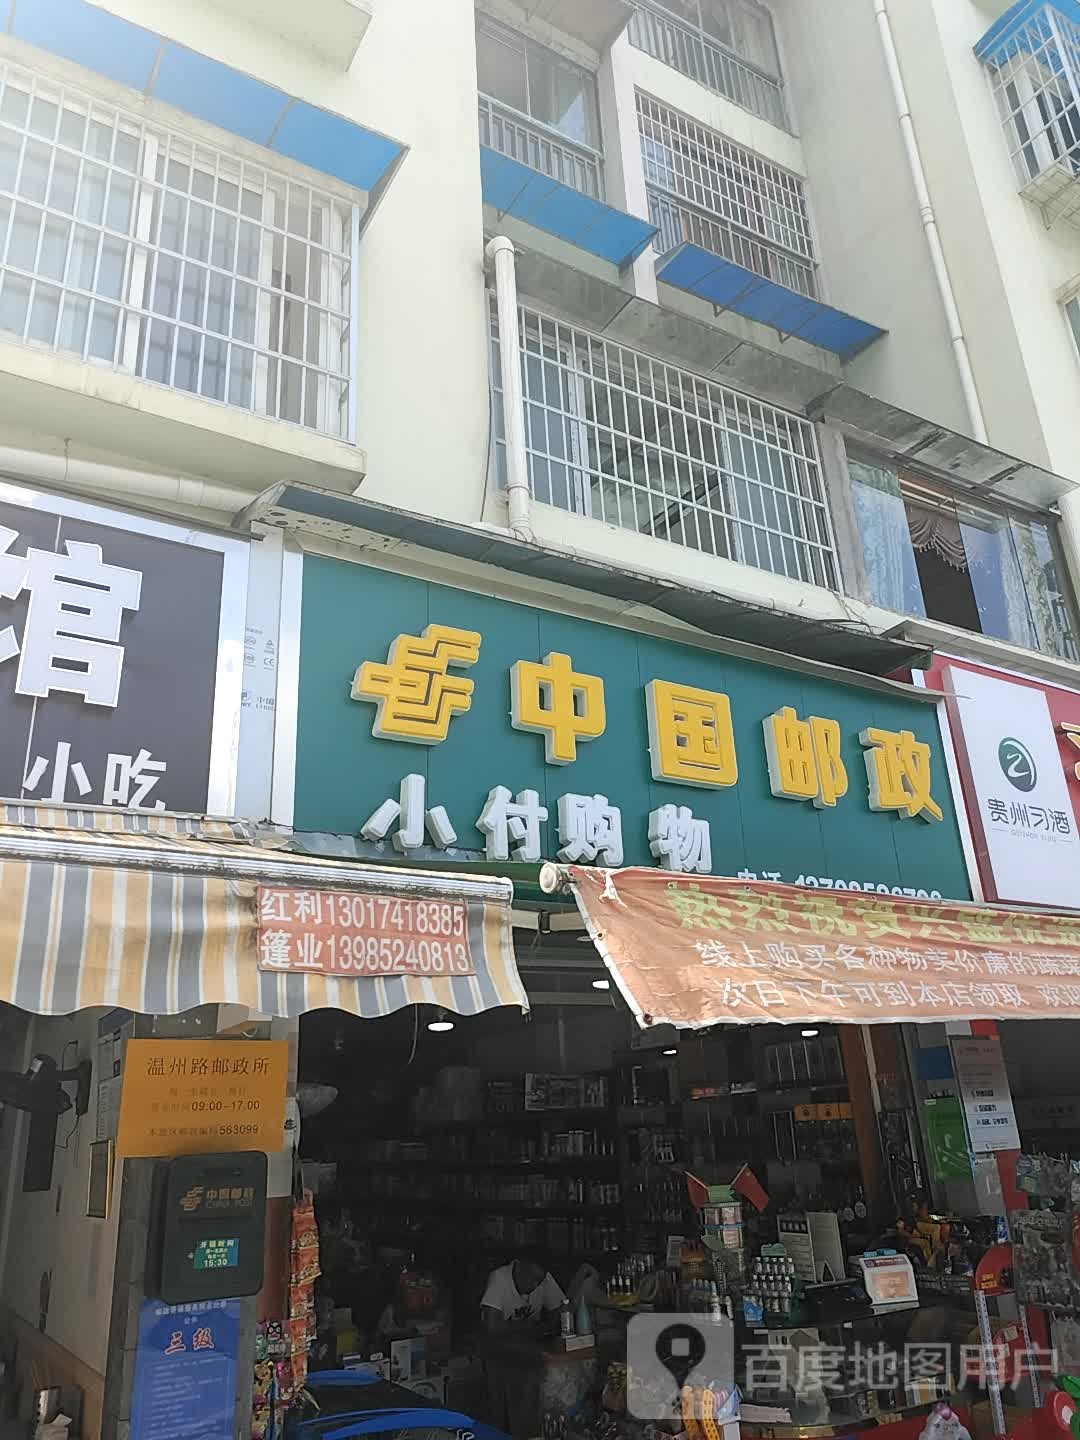 馆
小吃
中国邮政
小付购物
贵州习酒
红利13017418385
篷业13985240813
线上购买各种物美价廉的蔬
次日下午可到本店领取 欢迎
温州路邮政所
营业时间09:00-17:00
本地区邮政编码563099
中国邮政
CHINA POST
开箱时间
15:30
三级
百度地图用户